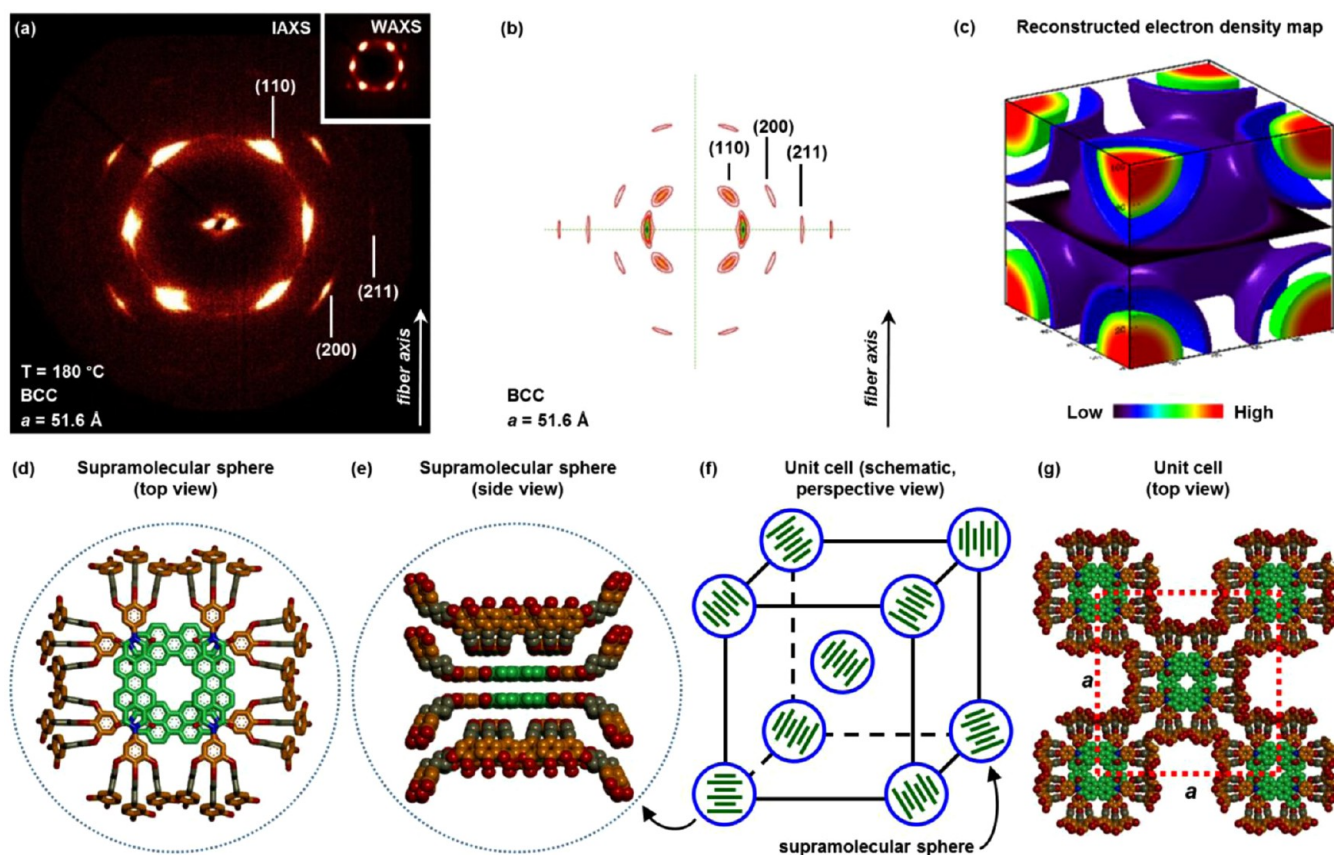 (a)
IAXS
WAXS
(110)
(211)
(200)
T = 180 °C
BCC
a = 51.6 Å
fiber axis
(b)
(110)
(200)
(211)
BCC
a = 51.6 Å
fiber axis
(c) Reconstructed electron density map
Low
High
(d) Supramolecular sphere
(top view)
(e) Supramolecular sphere
(side view)
(f) Unit cell (schematic,
perspective view)
supramolecular sphere
(g) Unit cell
(top view)
a
a